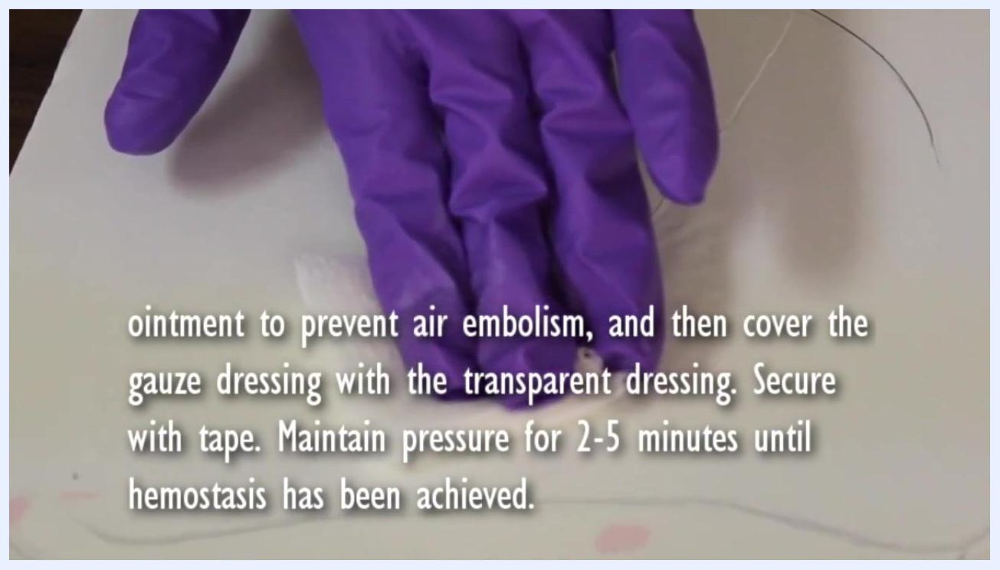 ointment to prevent air embolism, and then cover the
gauze dressing with the transparent dressing. Secure
with tape. Maintain pressure for 2-5 minutes until
hemostasis has been achieved.